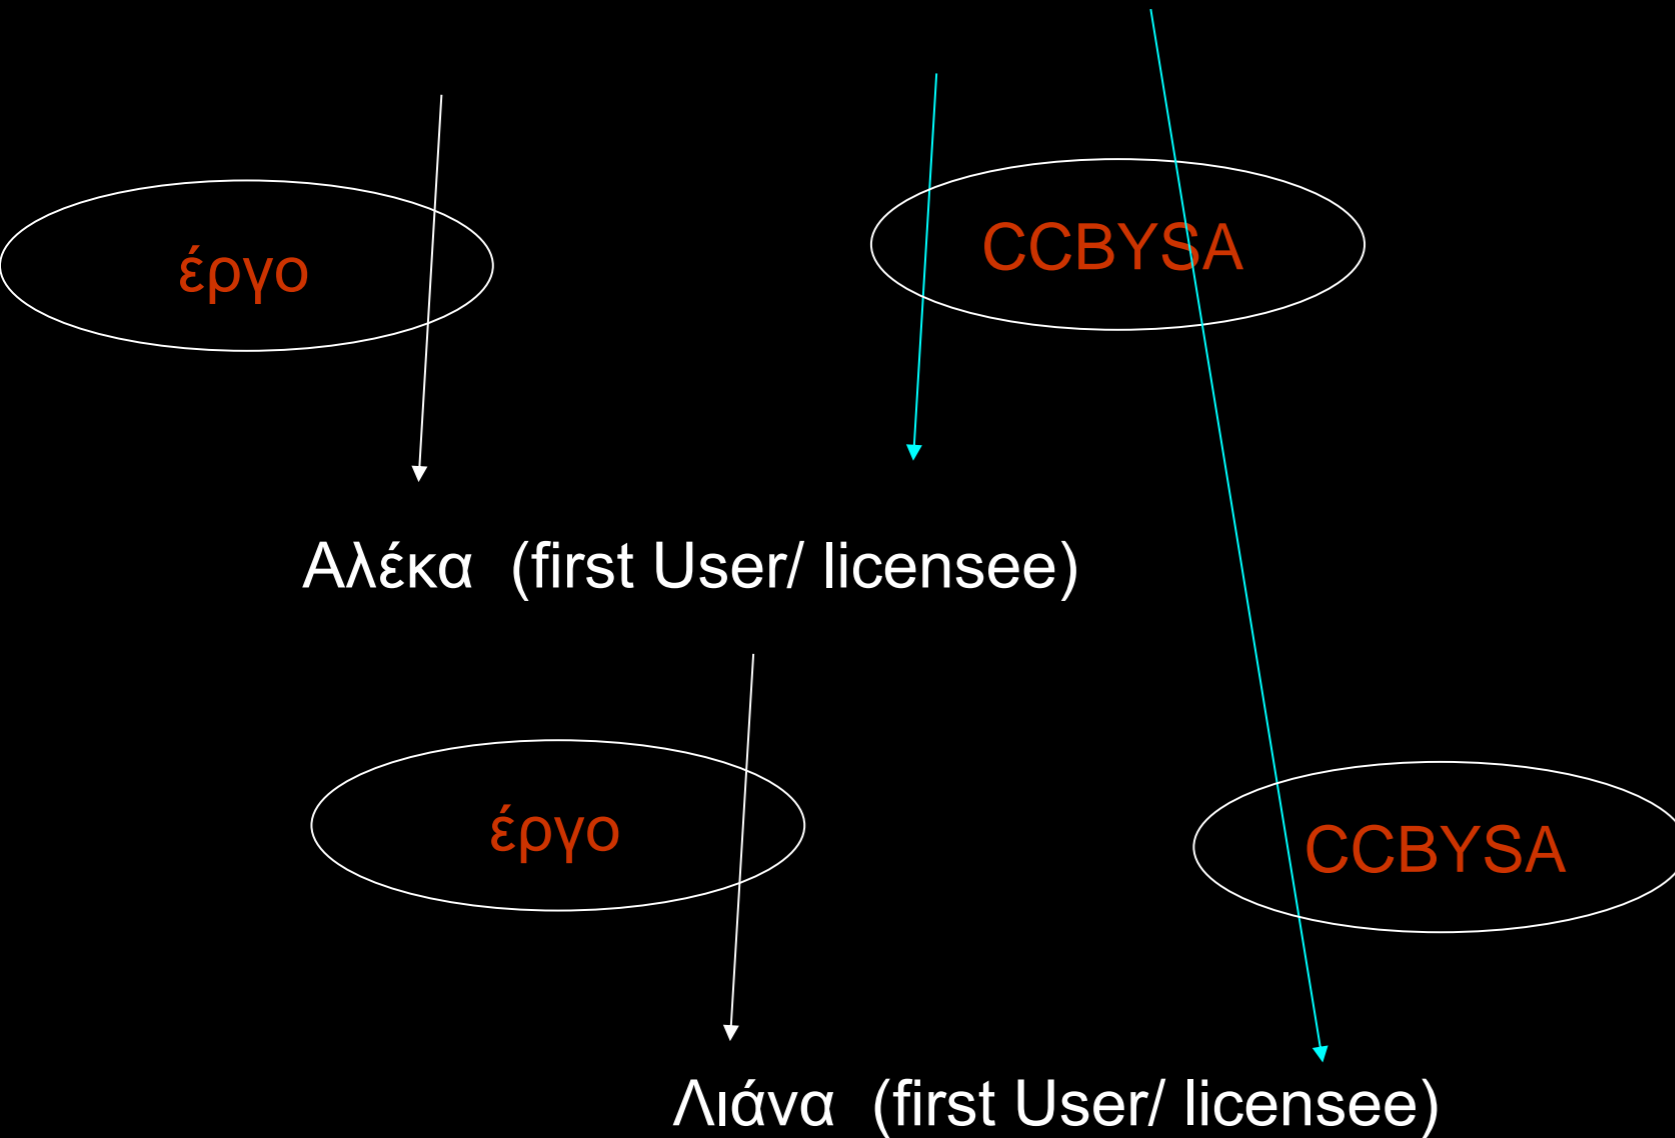 έργο
CCBYSA
Αλέκα (first User/ licensee)
έργο
CCBYSA
Λιάνα (first User/ licensee)